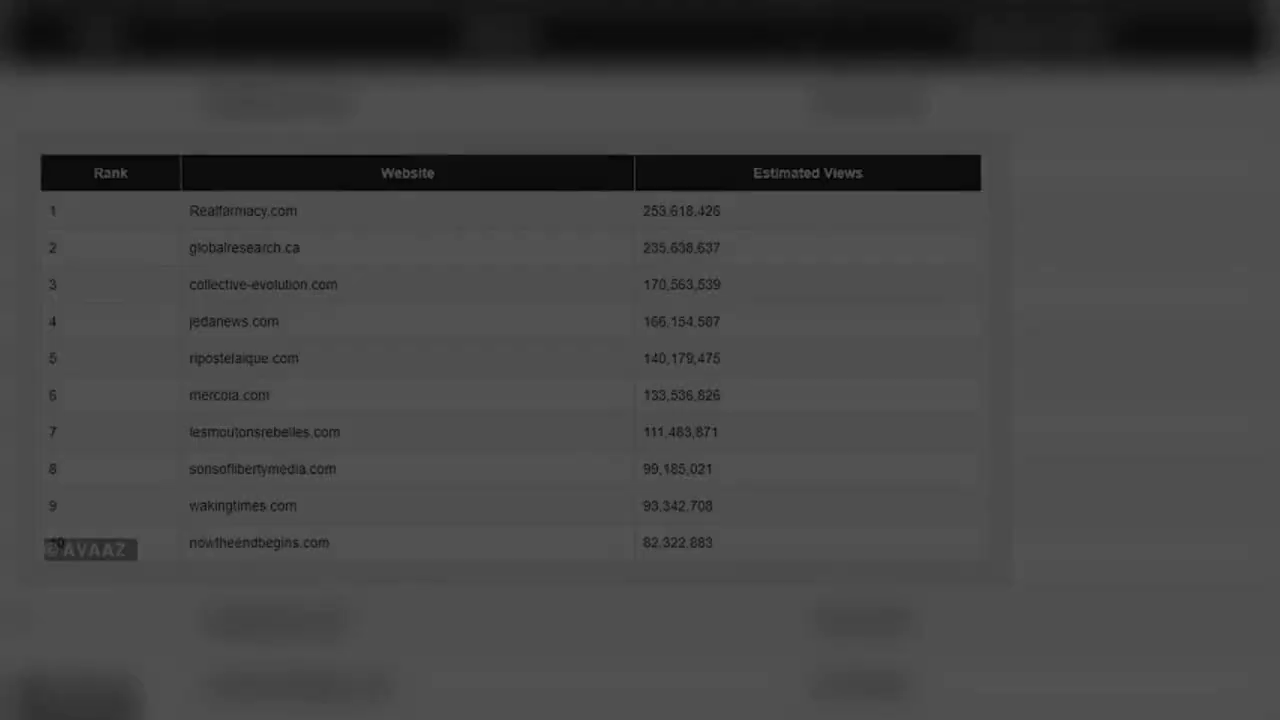 Rank Website Estimated Views
1 Realfarmacy.com 253,618,426
2 globalresearch.ca 235,638,637
3 collective-evolution.com 170,563,539
4 jedanews.com 166,154,587
5 ripostelaique.com 140,179,475
6 mercola.com 133,536,826
7 lesmoutonsrebelles.com 111,483,871
8 sonsoflibertymedia.com 99,185,021
9 wakingtimes.com 93,342,708
10 nowtheendbegins.com 82,322,883
© AVAAZ